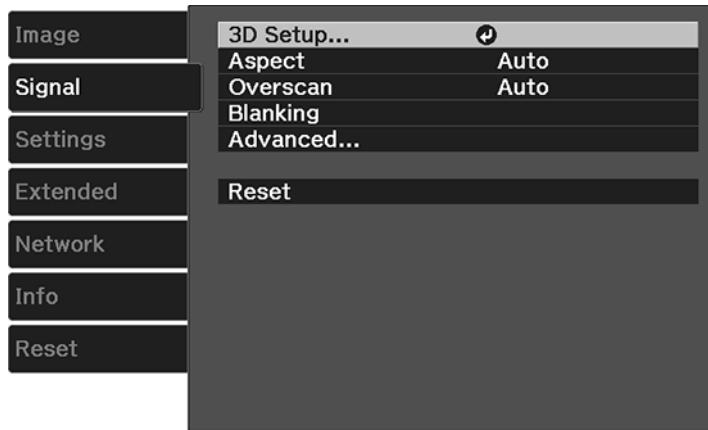 Image
Signal
Settings
Extended
Network
Info
Reset
3D Setup...
Aspect Auto
Overscan Auto
Blanking
Advanced...
Reset